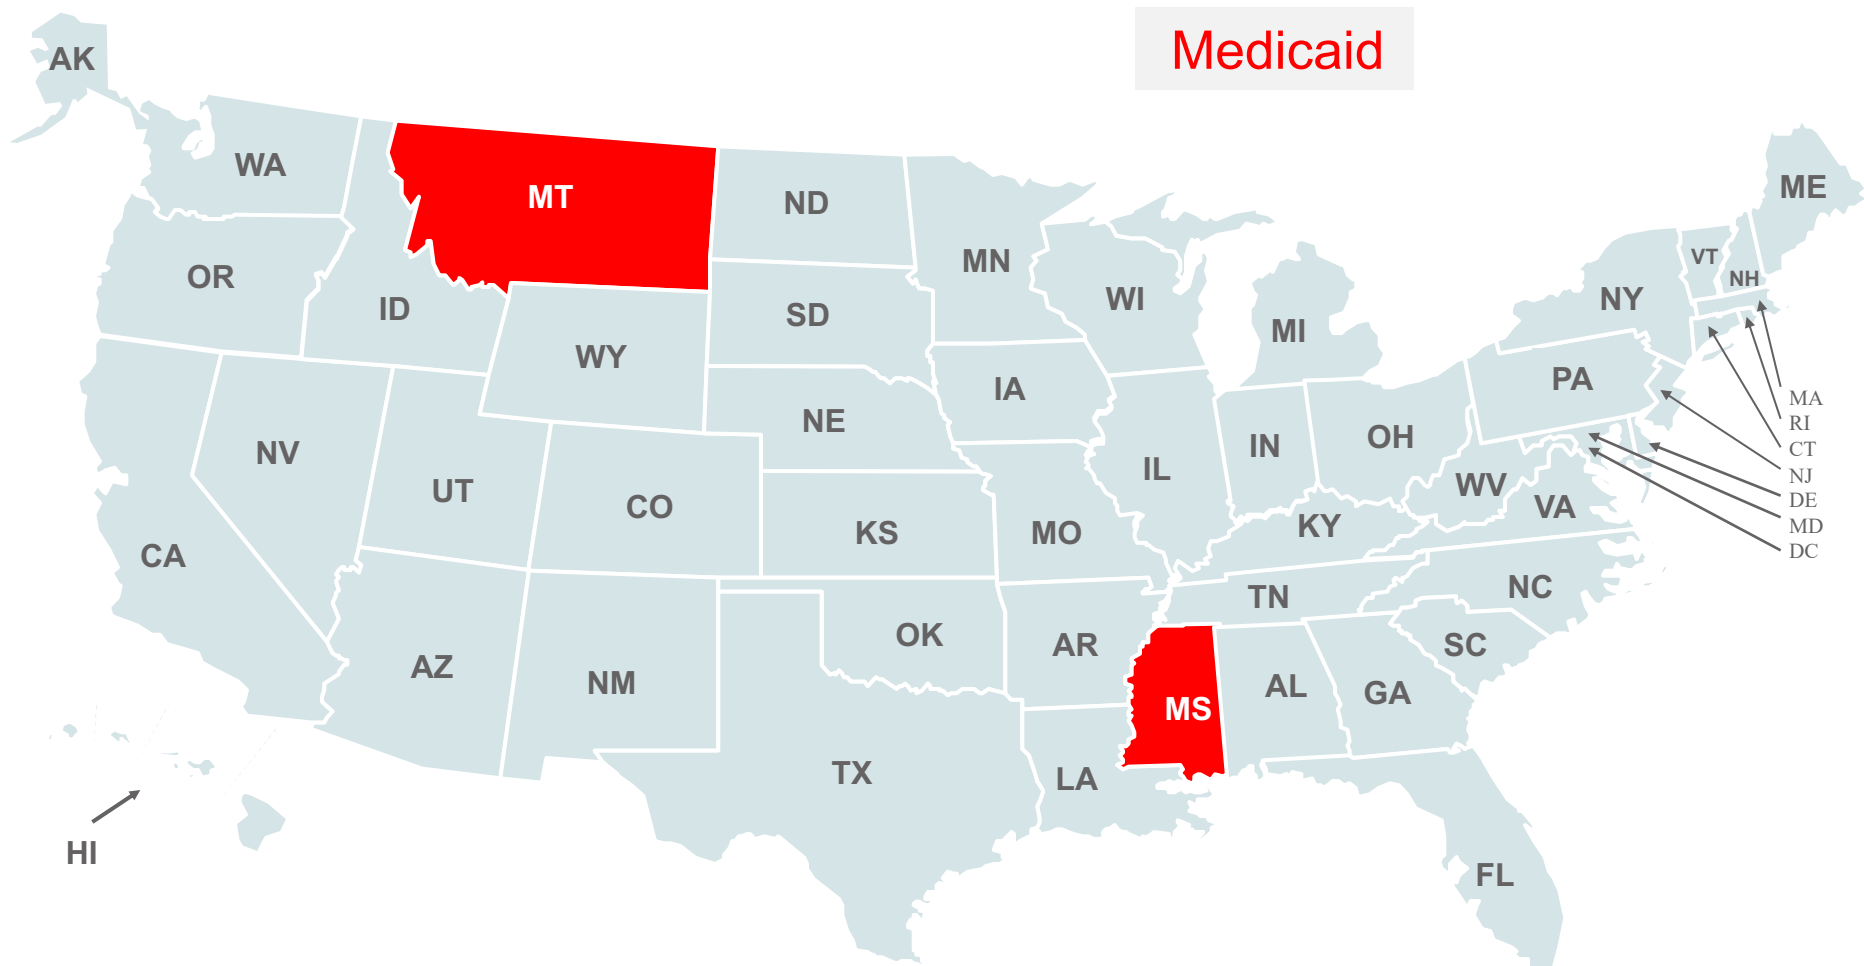 Medicaid
AK
WA
MT
ND
MN
ME
VT
NH
OR
ID
SD
WI
NY
MI
WY
PA
IA
NE
MA
RI
CT
NJ
DE
MD
DC
NV
UT
CO
IL
IN
OH
WV
VA
KS
MO
KY
CA
TN
NC
OK
AR
SC
AZ
NM
MS
AL
GA
TX
LA
HI
FL